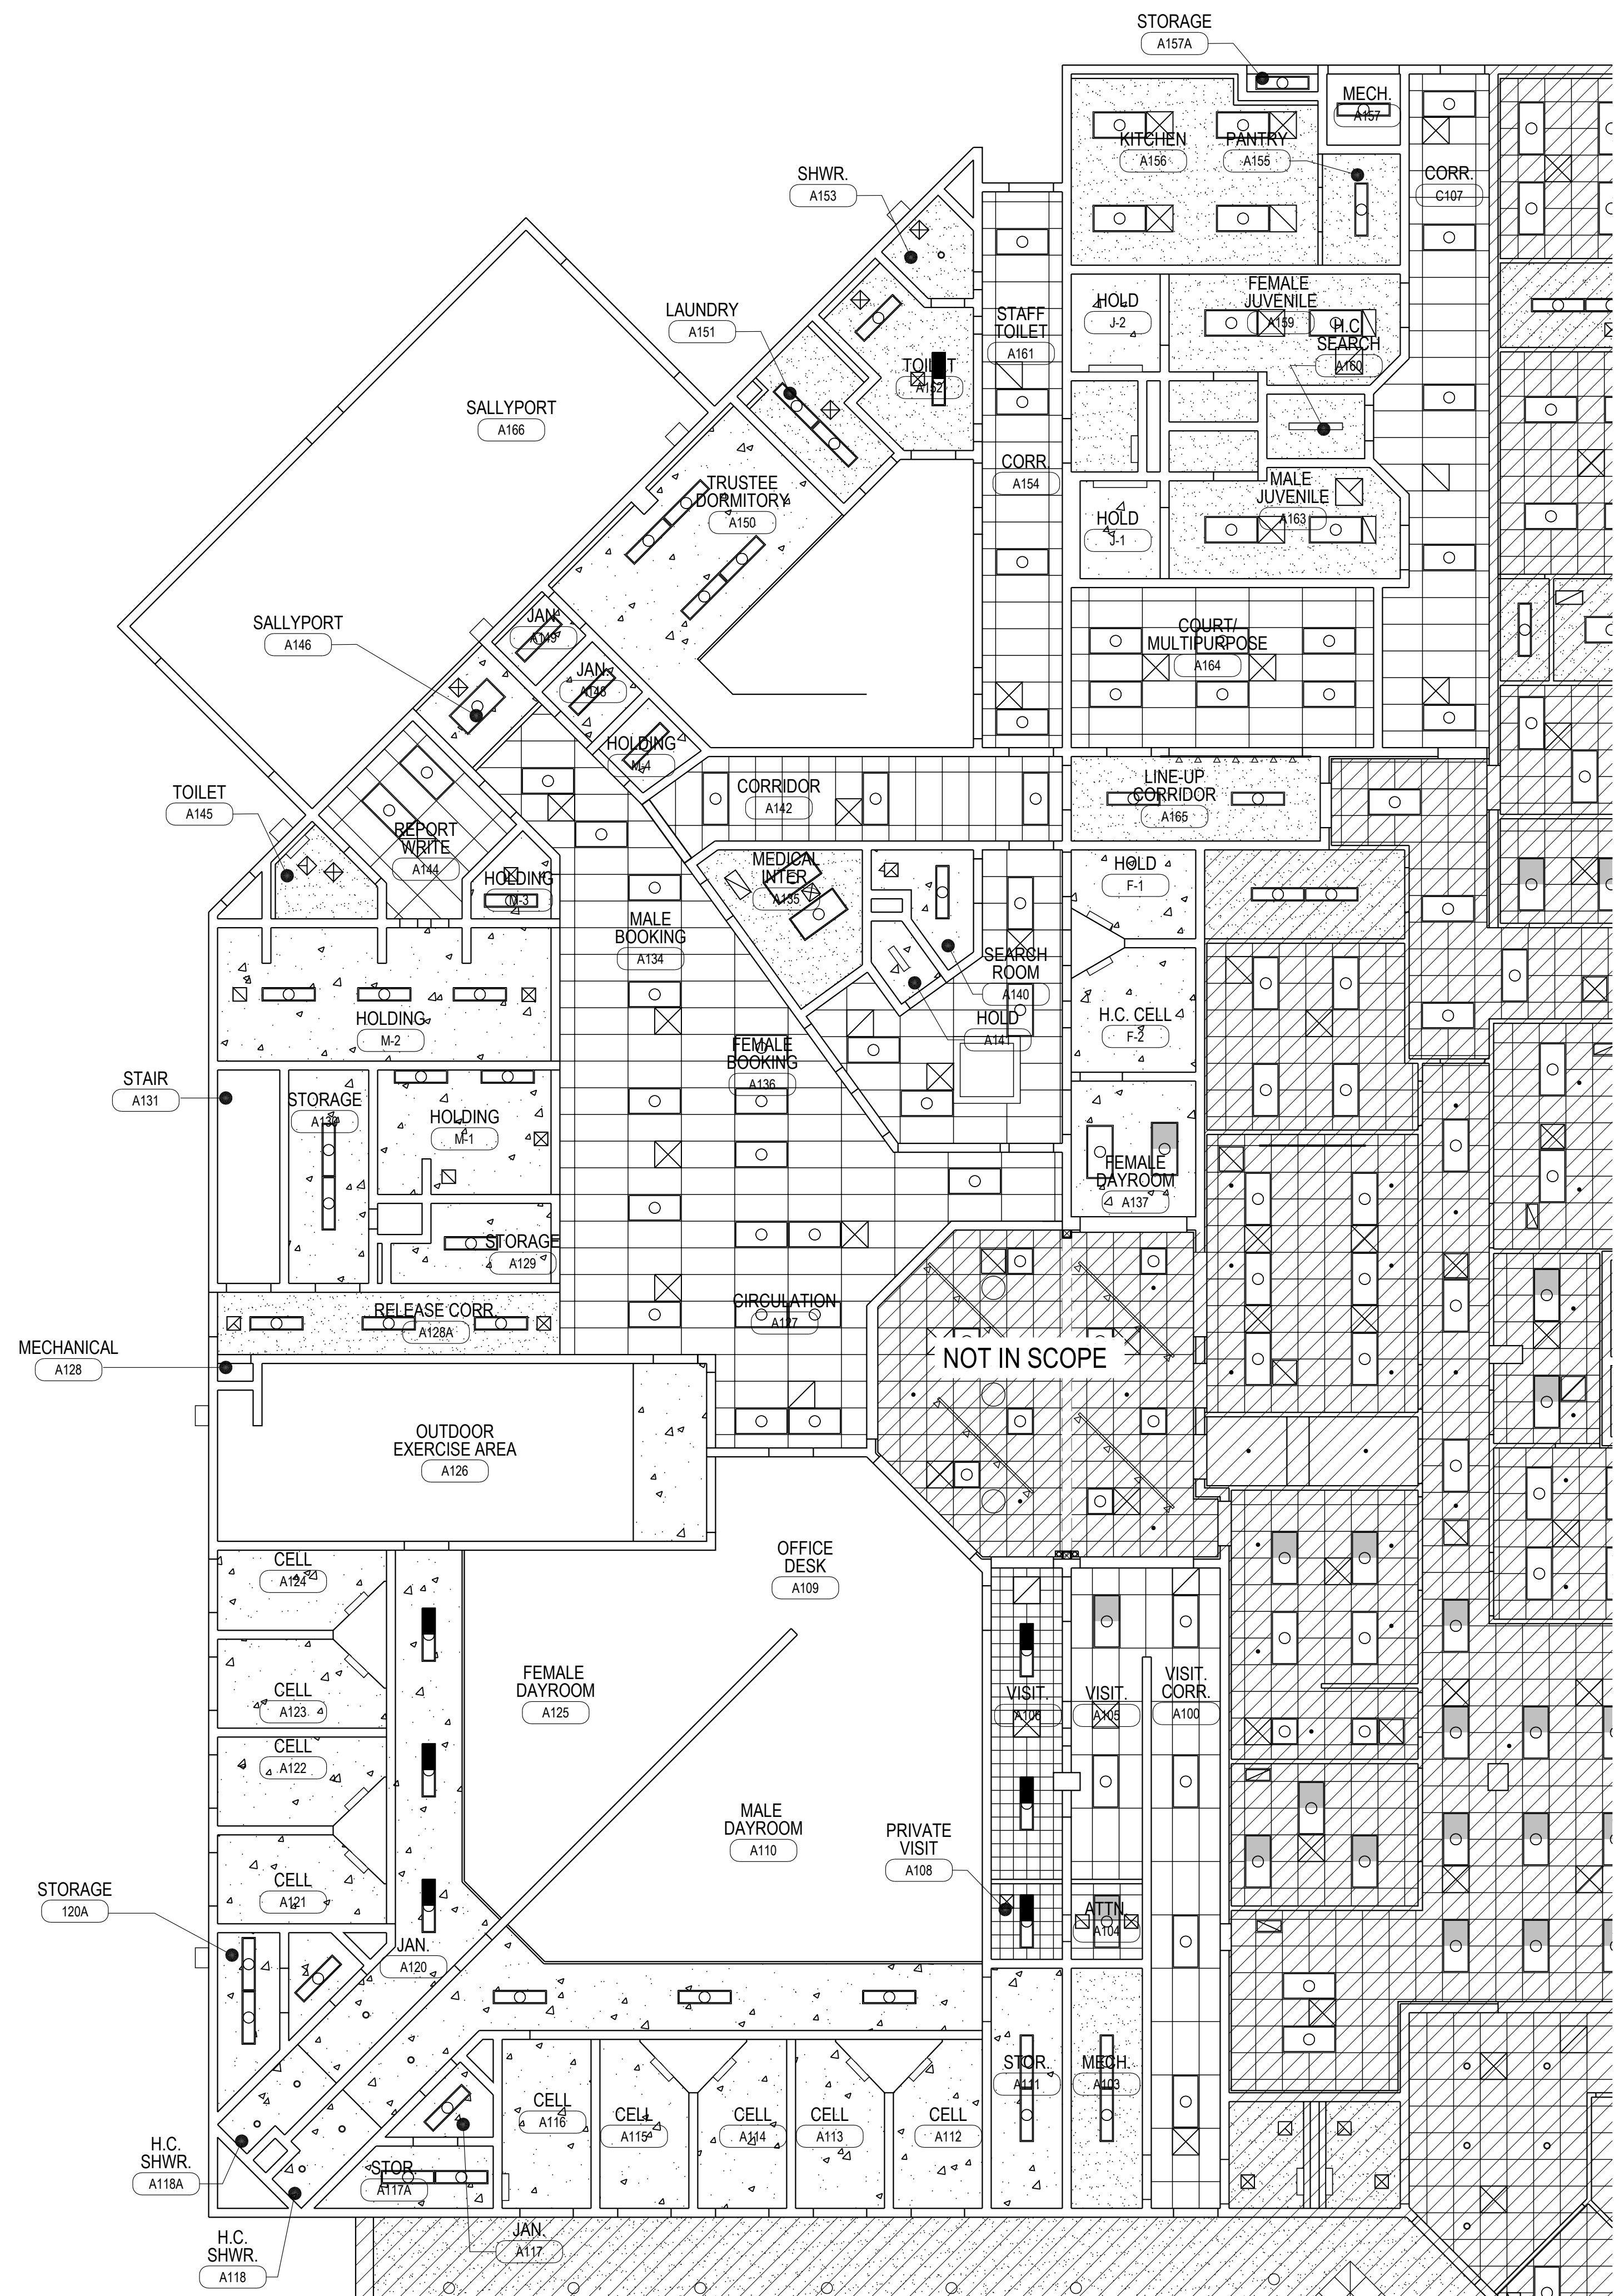 STORAGE
A157A
MECH.
A157
KITCHEN
A156
PANTRY
A155
CORR.
C107
SHWR.
A153
LAUNDRY
A151
HOLD
J-2
FEMALE
JUVENILE
A159
STAFF
TOILET
A161
H.C.
SEARCH
A160
TOILET
A152
SALLYPORT
A166
CORR.
A154
TRUSTEE
DORMITORY
A150
MALE
JUVENILE
A163
HOLD
J-1
JAN.
A149
SALLYPORT
A146
COURT/
MULTIPURPOSE
A164
JAN.
A148
HOLDING
M-4
CORRIDOR
A142
LINE-UP
CORRIDOR
A165
TOILET
A145
REPORT
WRITE
A144
MEDICAL
INTER
A135
HOLD
F-1
HOLDING
M-3
MALE
BOOKING
A134
SEARCH
ROOM
A140
HOLDING
M-2
HOLD
A141
H.C. CELL
F-2
FEMALE
BOOKING
A136
STAIR
A131
STORAGE
A130
HOLDING
M-1
FEMALE
DAYROOM
A137
STORAGE
A129
RELEASE CORR.
A128A
CIRCULATION
A127
MECHANICAL
A128
NOT IN SCOPE
OUTDOOR
EXERCISE AREA
A126
OFFICE
DESK
A109
CELL
A124
FEMALE
DAYROOM
A125
CELL
A123
VISIT.
A106
VISIT.
A105
VISIT.
CORR.
A100
CELL
A122
MALE
DAYROOM
A110
PRIVATE
VISIT
A108
CELL
A121
STORAGE
120A
ATTN.
A104
JAN.
A120
STOR.
A111
MECH.
A103
CELL
A116
CELL
A115
CELL
A114
CELL
A113
CELL
A112
H.C.
SHWR.
A118A
STOR.
A117A
JAN.
A117
H.C.
SHWR.
A118